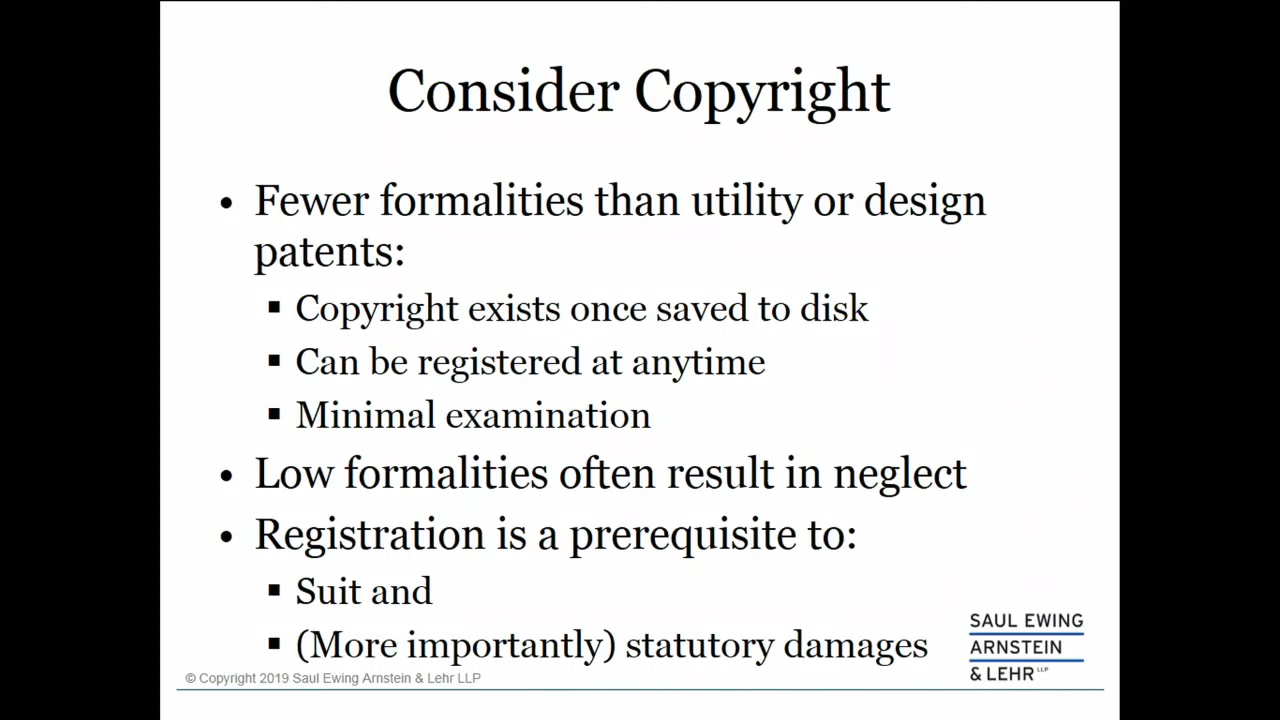 Consider Copyright
• Fewer formalities than utility or design
patents:
▪ Copyright exists once saved to disk
▪ Can be registered at anytime
▪ Minimal examination
• Low formalities often result in neglect
• Registration is a prerequisite to:
▪ Suit and
▪ (More importantly) statutory damages
SAUL EWING
ARNSTEIN
& LEHR LLP
© Copyright 2019 Saul Ewing Arnstein & Lehr LLP